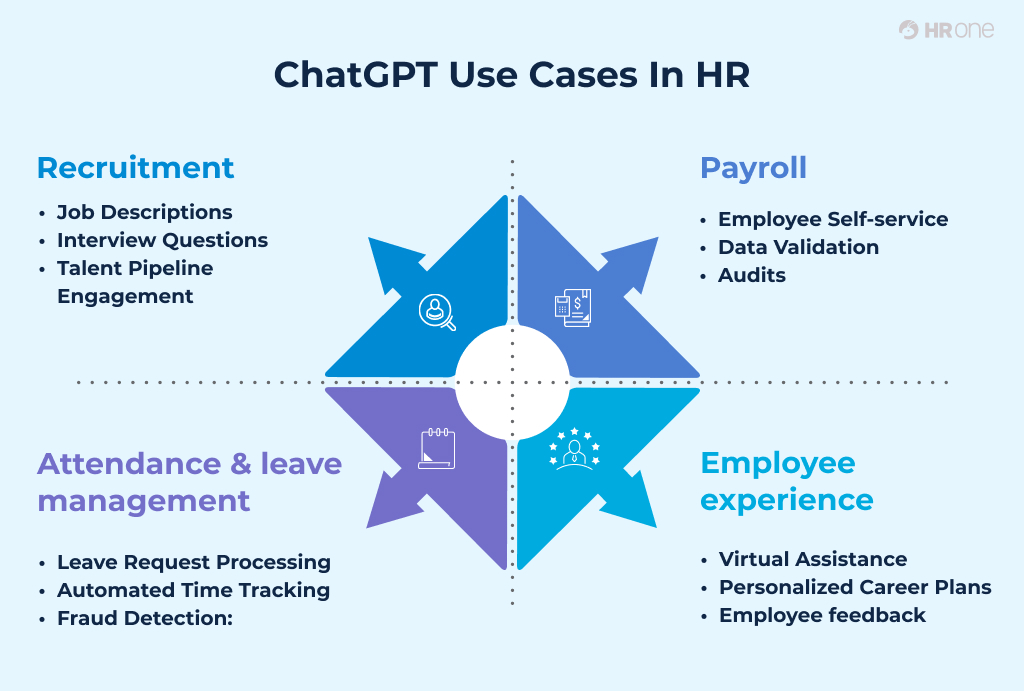 HRone
ChatGPT Use Cases In HR
Recruitment
• Job Descriptions
• Interview Questions
• Talent Pipeline
Engagement
Payroll
• Employee Self-service
• Data Validation
• Audits
$
Attendance & leave
management
• Leave Request Processing
• Automated Time Tracking
• Fraud Detection:
Employee
experience
• Virtual Assistance
• Personalized Career Plans
• Employee feedback